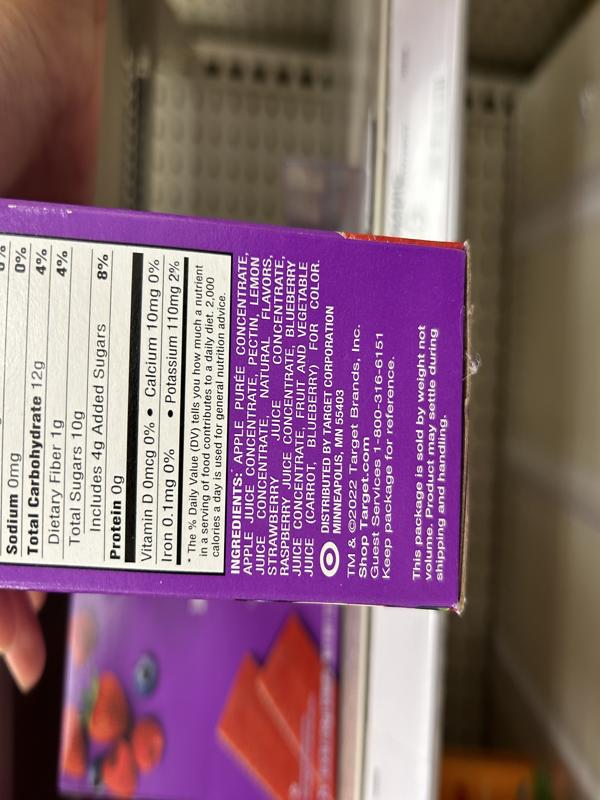 0%
Sodium 0mg 0%
Total Carbohydrate 12g 4%
Dietary Fiber 1g 4%
Total Sugars 10g
Includes 4g Added Sugars 8%
Protein 0g
Vitamin D 0mcg 0% • Calcium 10mg 0%
Iron 0.1mg 0% • Potassium 110mg 2%
* The % Daily Value (DV) tells you how much a nutrient
in a serving of food contributes to a daily diet. 2,000
calories a day is used for general nutrition advice.
INGREDIENTS: APPLE PURÉE CONCENTRATE,
APPLE JUICE CONCENTRATE, PECTIN, LEMON
JUICE CONCENTRATE, NATURAL FLAVORS,
STRAWBERRY JUICE CONCENTRATE,
RASPBERRY JUICE CONCENTRATE, BLUEBERRY
JUICE CONCENTRATE, FRUIT AND VEGETABLE
JUICE (CARROT, BLUEBERRY) FOR COLOR.
DISTRIBUTED BY TARGET CORPORATION
MINNEAPOLIS, MN 55403
TM & ©2022 Target Brands, Inc.
Shop Target.com
Guest Services 1-800-316-6151
Keep package for reference.
This package is sold by weight not
volume. Product may settle during
shipping and handling.